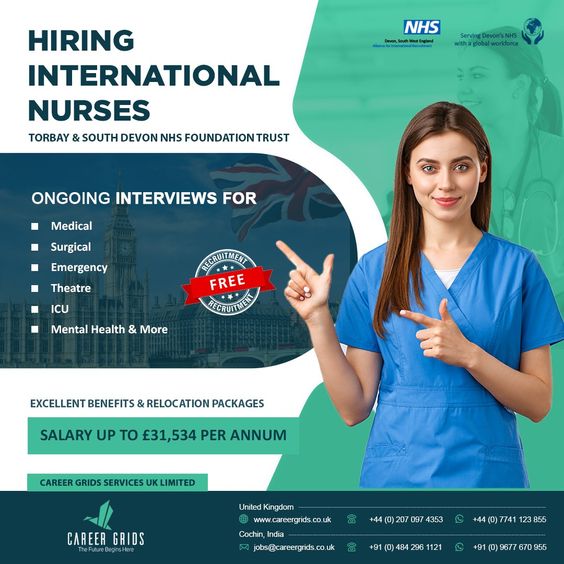 HIRING
INTERNATIONAL
NURSES
TORBAY & SOUTH DEVON NHS FOUNDATION TRUST
NHS
Devon, South West England
Alliance for International Recruitment
Serving Devon's NHS
with a global workforce
ONGOING INTERVIEWS FOR
Medical
Surgical
Emergency
Theatre
ICU
Mental Health & More
RECRUITMENT
FREE
RECRUITMENT
EXCELLENT BENEFITS & RELOCATION PACKAGES
SALARY UP TO £31,534 PER ANNUM
CAREER GRIDS SERVICES UK LIMITED
CAREER GRIDS
The Future Begins Here
United Kingdom
www.careergrids.co.uk +44 (0) 207 097 4353 +44 (0) 7741 123 855
Cochin, India
jobs@careergrids.co.uk +91 (0) 484 296 1121 +91 (0) 9677 670 955